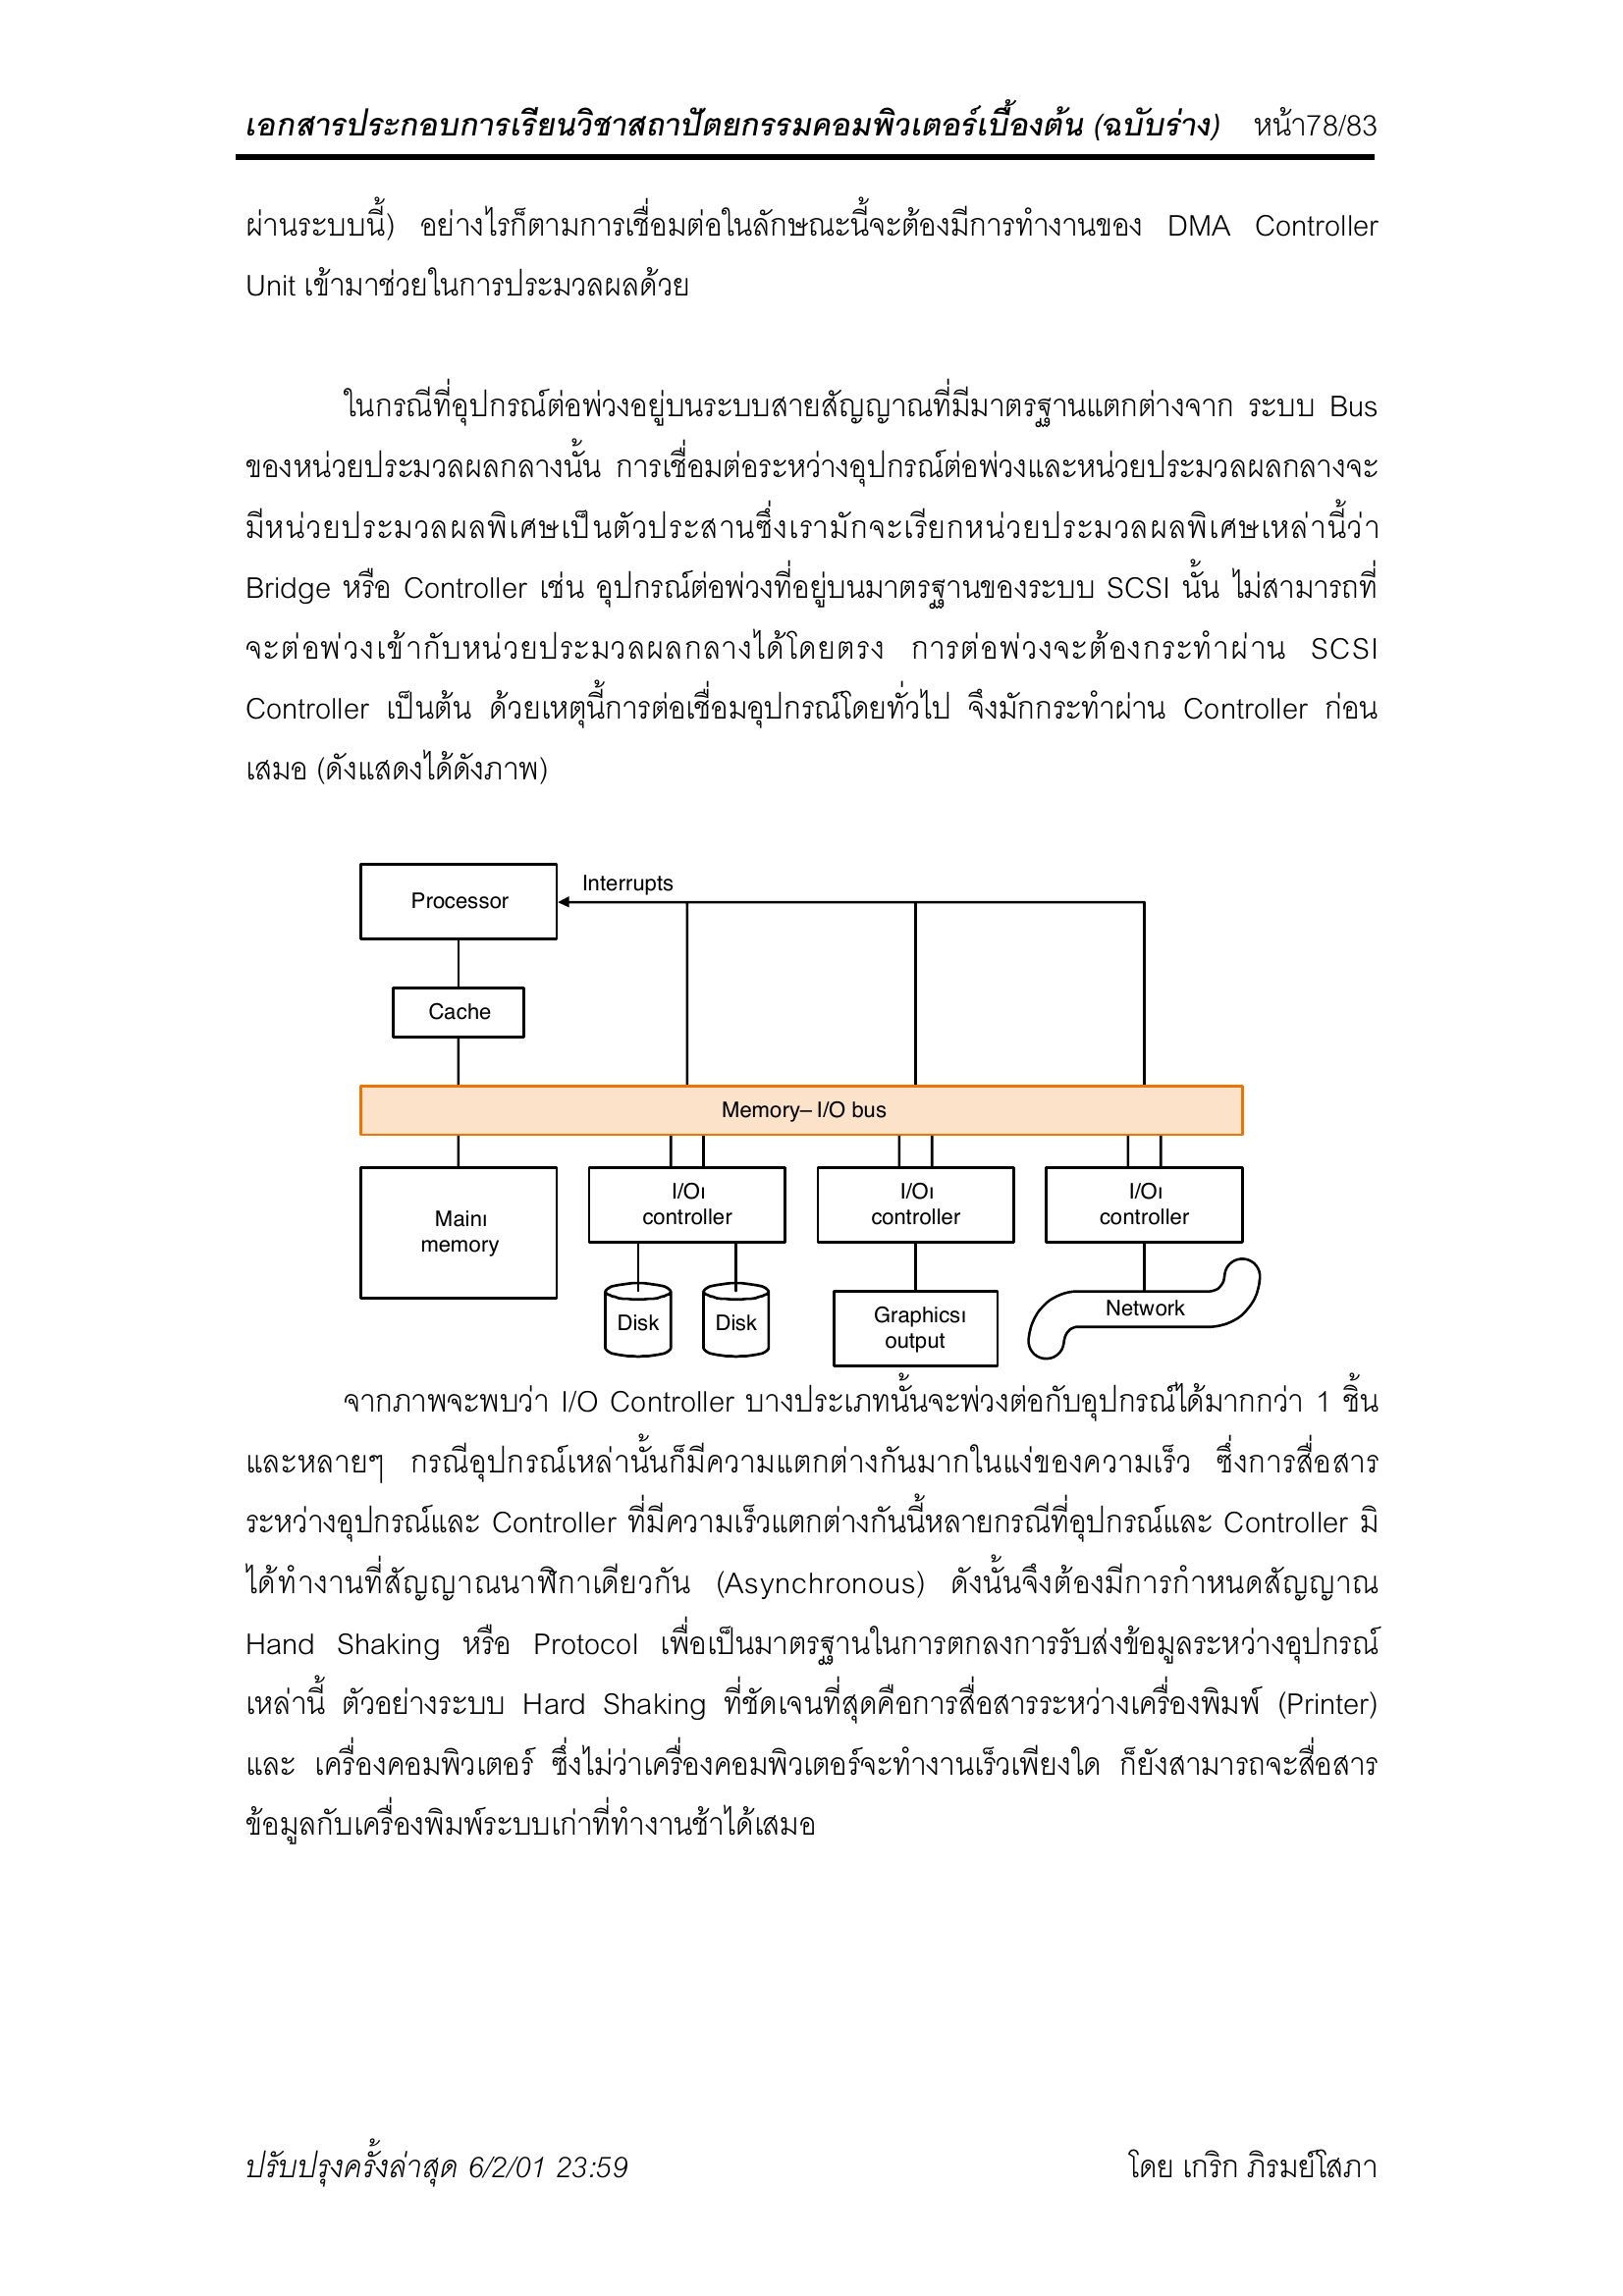 เอกสารประกอบการเรียนวิชาสถาปัตยกรรมคอมพิวเตอร์เบื้องต้น (ฉบับร่าง) หน้า78/83
ผ่านระบบนี้) อย่างไรก็ตามการเชื่อมต่อในลักษณะนี้จะต้องมีการทำงานของ DMA Controller
Unit เข้ามาช่วยในการประมวลผลด้วย
ในกรณีที่อุปกรณ์ต่อพ่วงอยู่บนระบบสายสัญญาณที่มีมาตรฐานแตกต่างจาก ระบบ Bus
ของหน่วยประมวลผลกลางนั้น การเชื่อมต่อระหว่างอุปกรณ์ต่อพ่วงและหน่วยประมวลผลกลางจะ
มีหน่วยประมวลผลพิเศษเป็นตัวประสานซึ่งเรามักจะเรียกหน่วยประมวลผลพิเศษเหล่านี้ว่า
Bridge หรือ Controller เช่น อุปกรณ์ต่อพ่วงที่อยู่บนมาตรฐานของระบบ SCSI นั้น ไม่สามารถที่
จะต่อพ่วงเข้ากับหน่วยประมวลผลกลางได้โดยตรง การต่อพ่วงจะต้องกระทำผ่าน SCSI
Controller เป็นต้น ด้วยเหตุนี้การต่อเชื่อมอุปกรณ์โดยทั่วไป จึงมักกระทำผ่าน Controller ก่อน
เสมอ (ดังแสดงได้ดังภาพ)
Interrupts
Processor
Cache
Memory– I/O bus
I/Oı I/Oı I/Oı
controller controller controller
Mainı
memory
Disk Disk
Graphicsı
output
Network
จากภาพจะพบว่า I/O Controller บางประเภทนั้นจะพ่วงต่อกับอุปกรณ์ได้มากกว่า 1 ชิ้น
และหลายๆ กรณีอุปกรณ์เหล่านั้นก็มีความแตกต่างกันมากในแง่ของความเร็ว ซึ่งการสื่อสาร
ระหว่างอุปกรณ์และ Controller ที่มีความเร็วแตกต่างกันนี้หลายกรณีที่อุปกรณ์และ Controller มิ
ได้ทำงานที่สัญญาณนาฬิกาเดียวกัน (Asynchronous) ดังนั้นจึงต้องมีการกำหนดสัญญาณ
Hand Shaking หรือ Protocol เพื่อเป็นมาตรฐานในการตกลงการรับส่งข้อมูลระหว่างอุปกรณ์
เหล่านี้ ตัวอย่างระบบ Hard Shaking ที่ชัดเจนที่สุดคือการสื่อสารระหว่างเครื่องพิมพ์ (Printer)
และ เครื่องคอมพิวเตอร์ ซึ่งไม่ว่าเครื่องคอมพิวเตอร์จะทำงานเร็วเพียงใด ก็ยังสามารถจะสื่อสาร
ข้อมูลกับเครื่องพิมพ์ระบบเก่าที่ทำงานช้าได้เสมอ
ปรับปรุงครั้งล่าสุด 6/2/01 23:59 โดย เกริก ภิรมย์โสภา